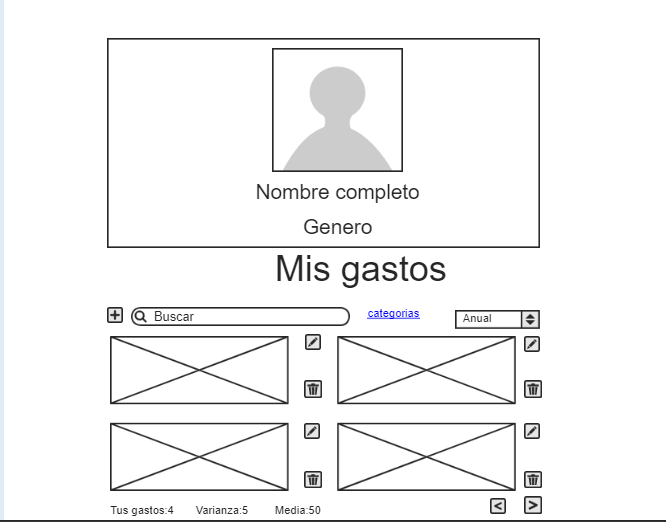 Nombre completo
Genero
Mis gastos
Buscar
categorias
Anual
Tus gastos:4 Varianza:5 Media:50